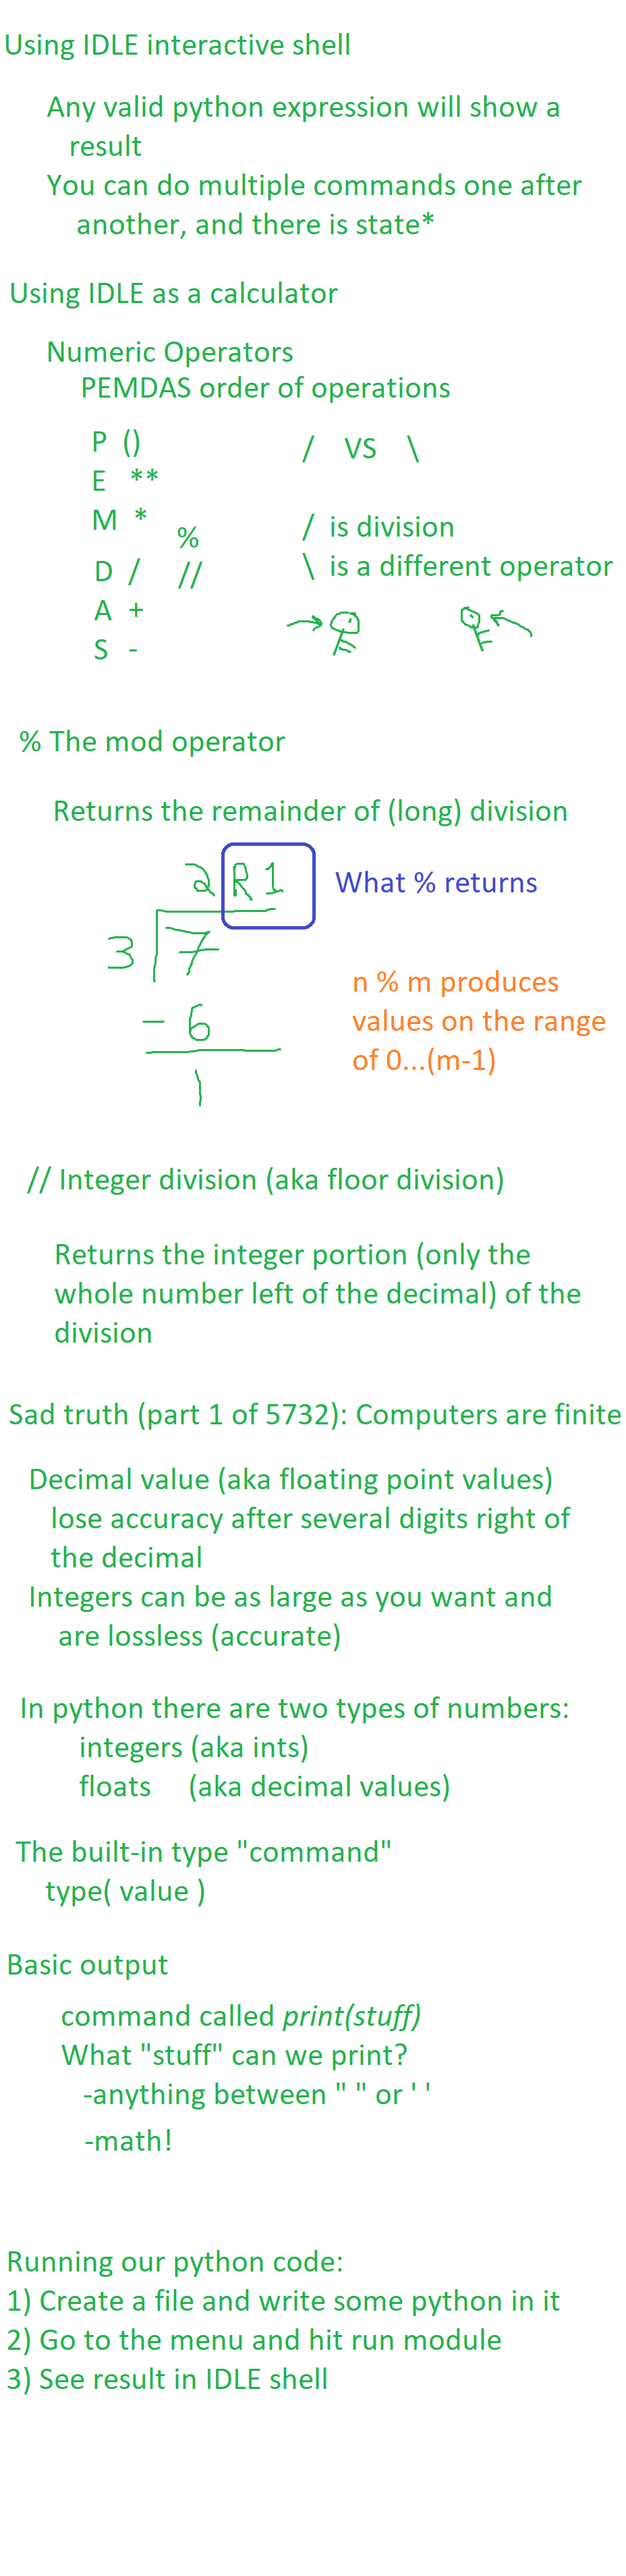 Using IDLE interactive shell
Any valid python expression will show a
result
You can do multiple commands one after
another, and there is state*
Using IDLE as a calculator
Numeric Operators
PEMDAS order of operations
P ()
E **
M *
%
D / //
A +
S -
/ VS \
/ is division
\ is a different operator
% The mod operator
Returns the remainder of (long) division
2 R1
What % returns
3 7
- 6
1
n % m produces
values on the range
of 0...(m-1)
// Integer division (aka floor division)
Returns the integer portion (only the
whole number left of the decimal) of the
division
Sad truth (part 1 of 5732): Computers are finite
Decimal value (aka floating point values)
lose accuracy after several digits right of
the decimal
Integers can be as large as you want and
are lossless (accurate)
In python there are two types of numbers:
integers (aka ints)
floats (aka decimal values)
The built-in type "command"
type( value )
Basic output
command called print(stuff)
What "stuff" can we print?
-anything between " " or ' '
-math!
Running our python code:
1) Create a file and write some python in it
2) Go to the menu and hit run module
3) See result in IDLE shell